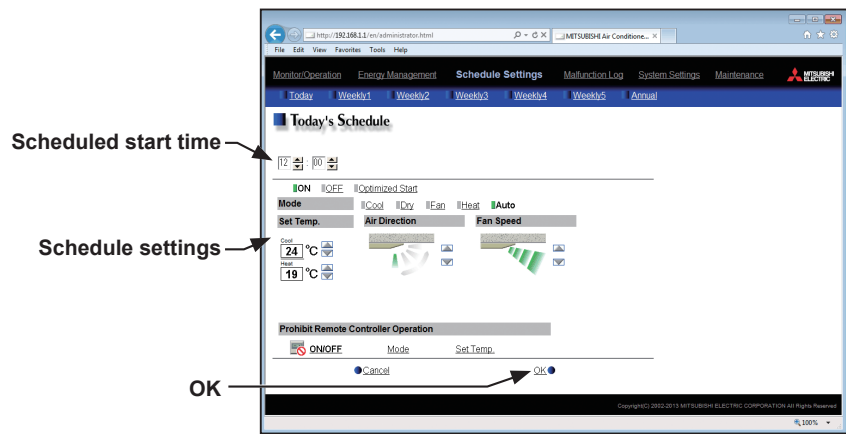 http://192.168.1.1/en/administrator.html
MITSUBISHI Air Conditione...
File Edit View Favorites Tools Help
Monitor/Operation Energy Management Schedule Settings Malfunction Log System Settings Maintenance MITSUBISHI ELECTRIC
Today Weekly1 Weekly2 Weekly3 Weekly4 Weekly5 Annual
Today's Schedule
Scheduled start time
12 : 00
ON OFF Optimized Start
Mode Cool Dry Fan Heat Auto
Set Temp. Air Direction Fan Speed
Schedule settings
Cool
24 °C
Heat
19 °C
Prohibit Remote Controller Operation
ON/OFF Mode Set Temp.
Cancel OK
OK
Copyright(C) 2002-2013 MITSUBISHI ELECTRIC CORPORATION All Rights Reserved
100%